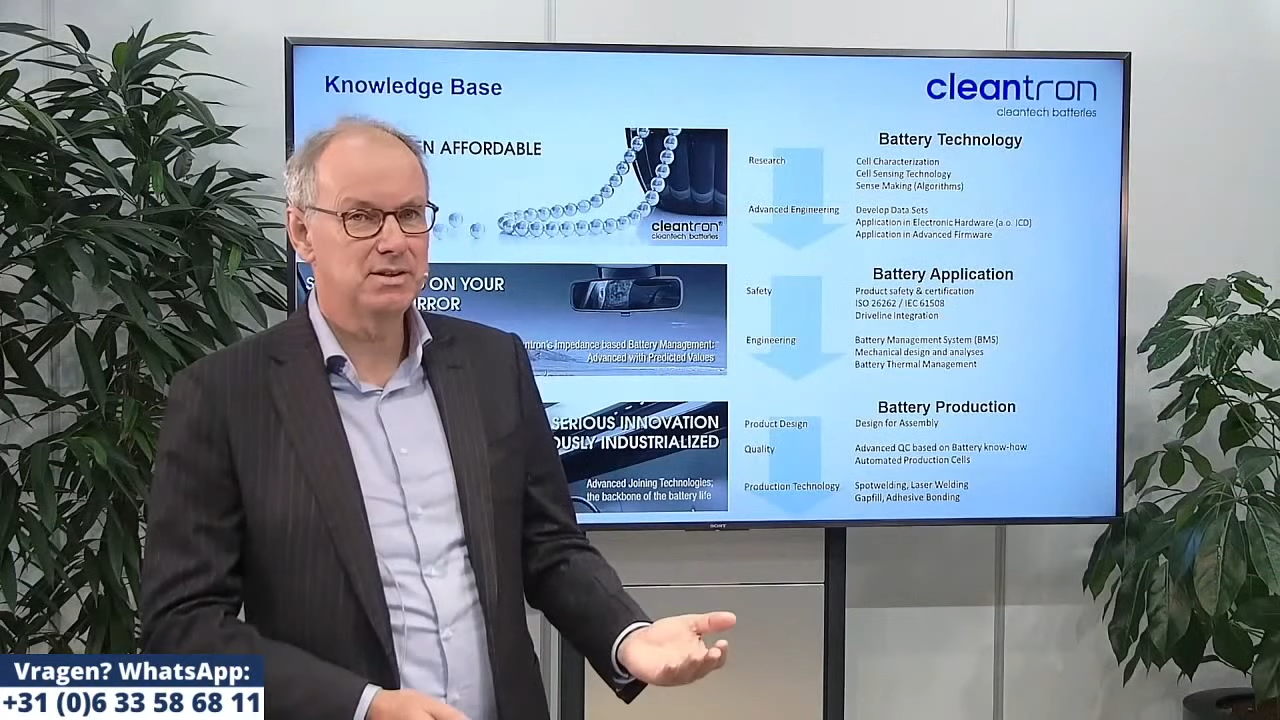 Knowledge Base
cleantron
cleantech batteries
EN AFFORDABLE
cleantron
cleantech batteries
ON YOUR
RROR
ntron's impedance based Battery Management:
Advanced with Predicted Values
SERIOUS INNOVATION
OUSLY INDUSTRIALIZED
Advanced Joining Technologies;
the backbone of the battery life
Battery Technology
Research
Cell Characterization
Cell Sensing Technology
Sense Making (Algorithms)
Advanced Engineering
Develop Data Sets
Application in Electronic Hardware (a.o. ICD)
Application in Advanced Firmware
Battery Application
Safety
Product safety & certification
ISO 26262 / IEC 61508
Driveline Integration
Engineering
Battery Management System (BMS)
Mechanical design and analyses
Battery Thermal Management
Battery Production
Product Design
Design for Assembly
Quality
Advanced QC based on Battery know-how
Automated Production Cells
Production Technology
Spotwelding, Laser Welding
Gapfill, Adhesive Bonding
SONY
Vragen? WhatsApp:
+31 (0)6 33 58 68 11